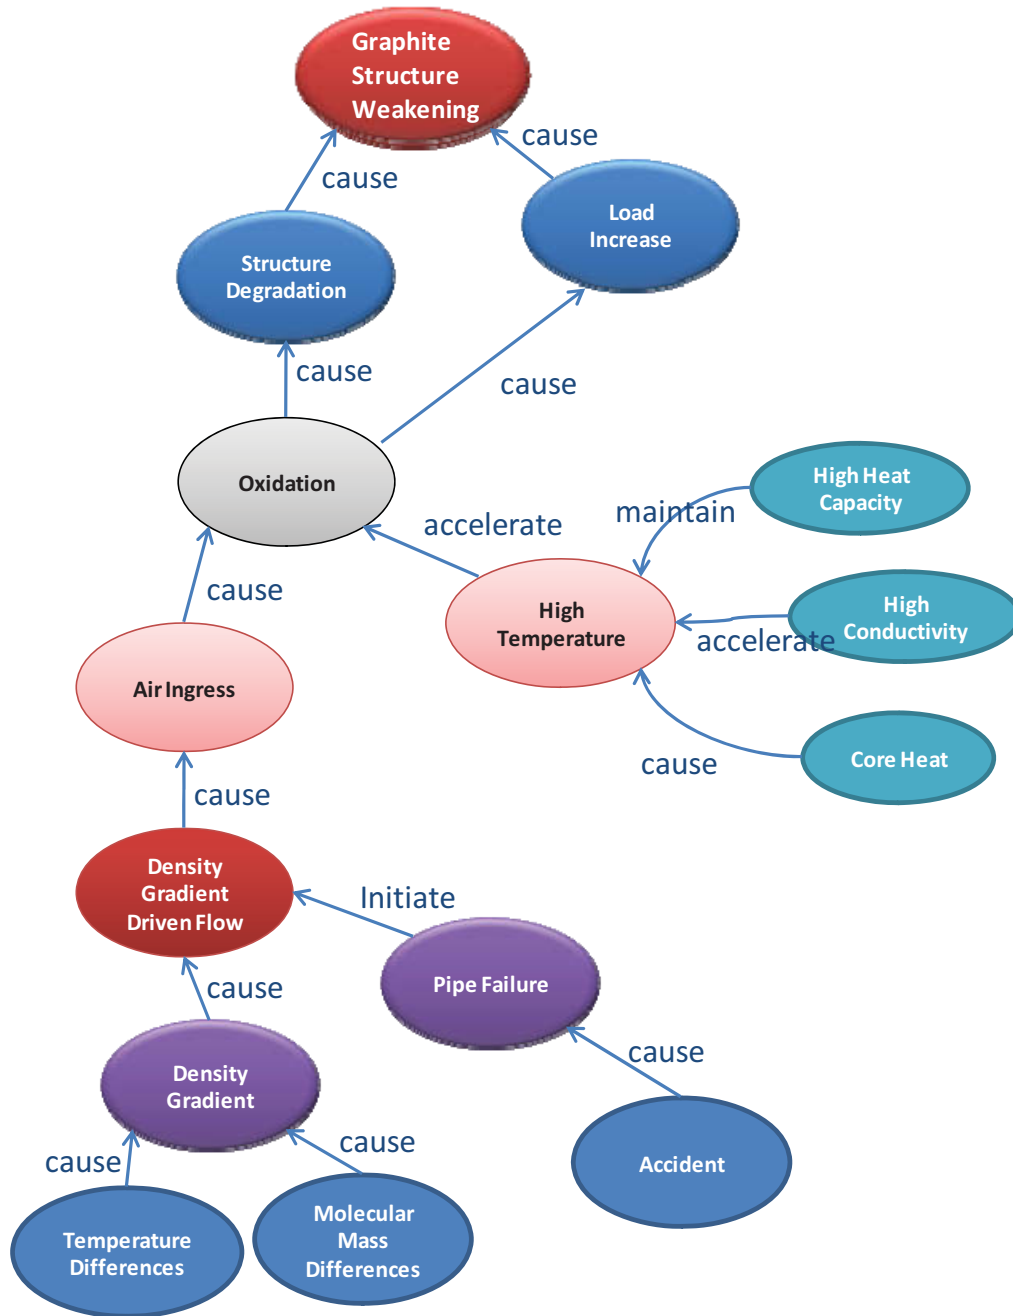 Graphite
Structure
Weakening
cause
cause
Load
Increase
Structure
Degradation
cause
cause
Oxidation
High Heat
Capacity
maintain
accelerate
High
Temperature
High
Conductivity
accelerate
cause
Air Ingress
Core Heat
cause
cause
Density
Gradient
Driven Flow
Initiate
Pipe Failure
cause
cause
Density
Gradient
cause
cause
Accident
Temperature
Differences
Molecular
Mass
Differences